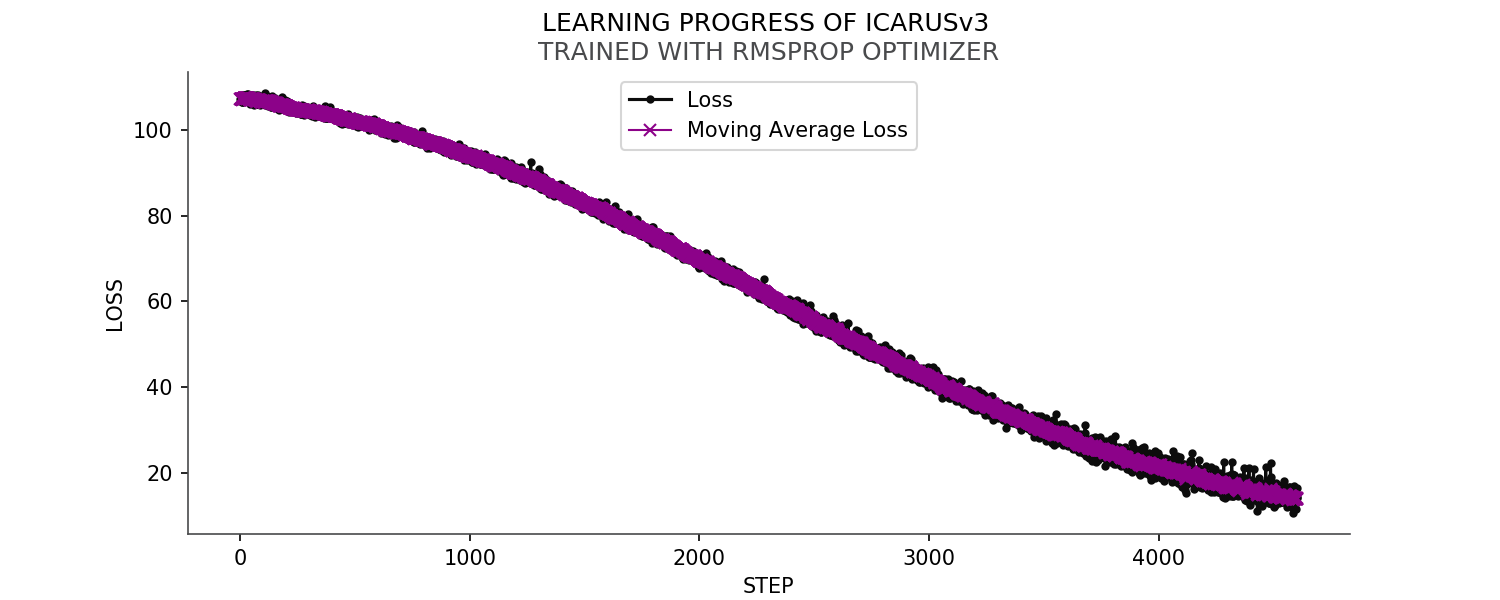 LEARNING PROGRESS OF ICARUSv3
TRAINED WITH RMSPROP OPTIMIZER
Loss
Moving Average Loss
LOSS
100
80
60
40
20
0
1000
2000
3000
4000
STEP